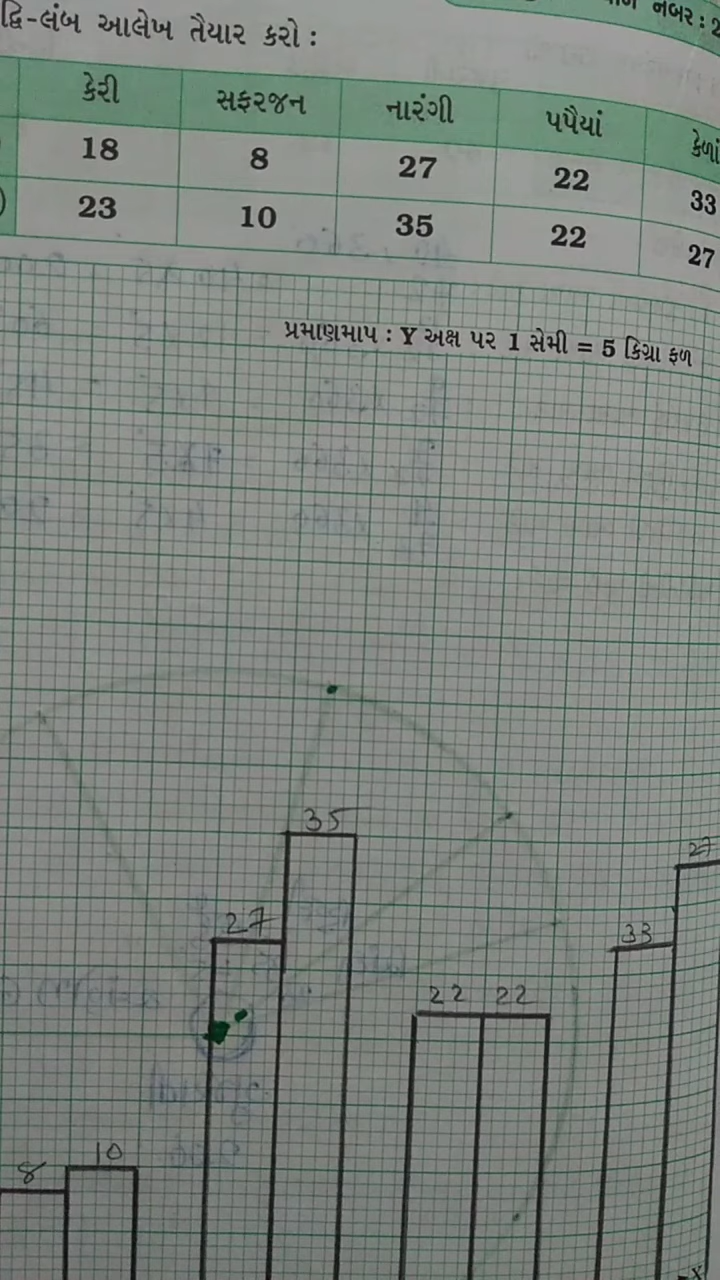 નંબર : 2
દ્વિ-લંબ આલેખ તૈયાર કરો :
કેરી સફરજન નારંગી પપૈયાં કેળાં
18 8 27 22 33
23 10 35 22 27
પ્રમાણમાપ : Y અક્ષ પર 1 સેમી = 5 કિગ્રા ફળ
35
27
27
33
22 22
10
8
X